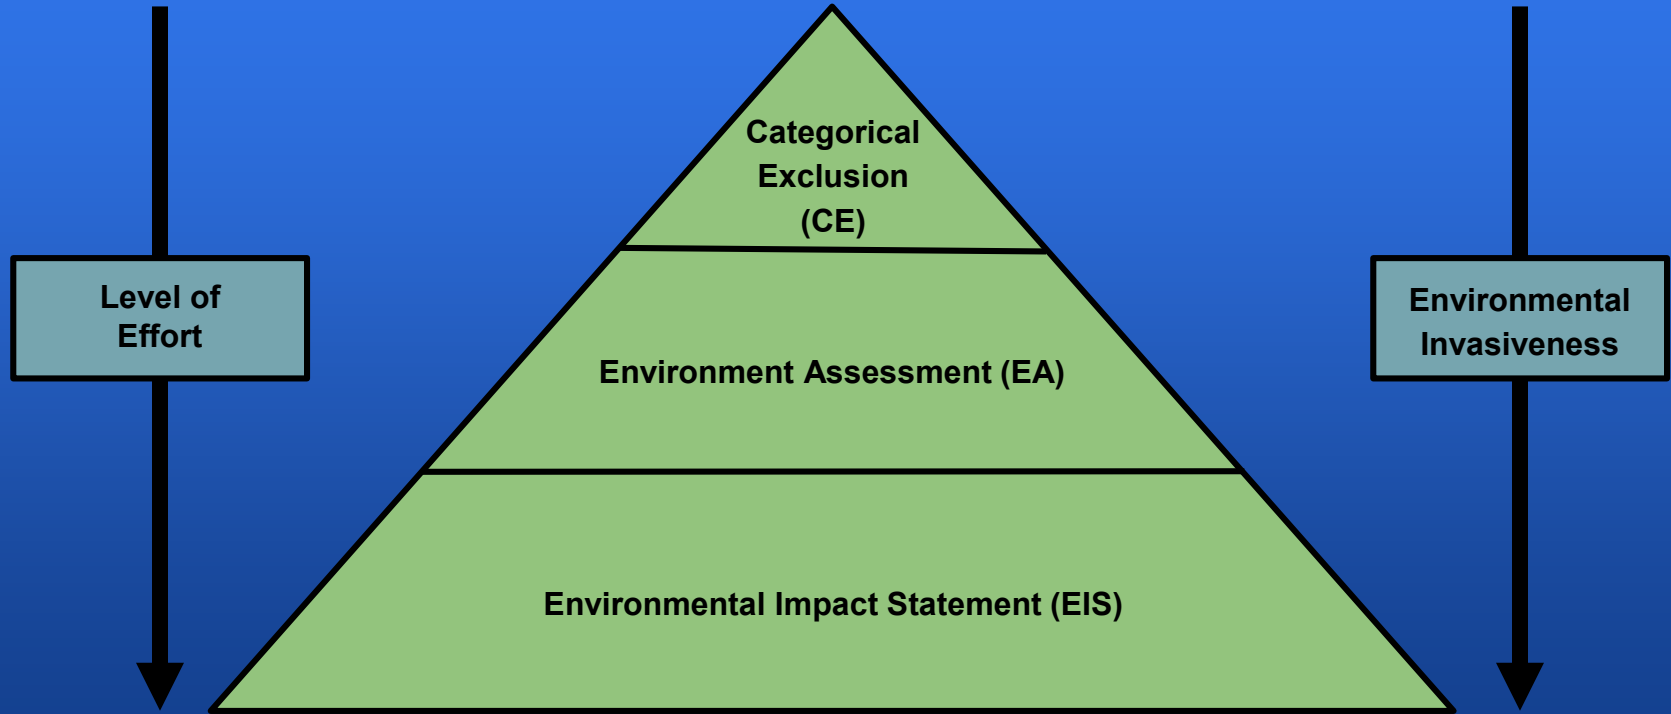 Categorical
Exclusion
(CE)
Level of
Effort
Environmental
Invasiveness
Environment Assessment (EA)
Environmental Impact Statement (EIS)